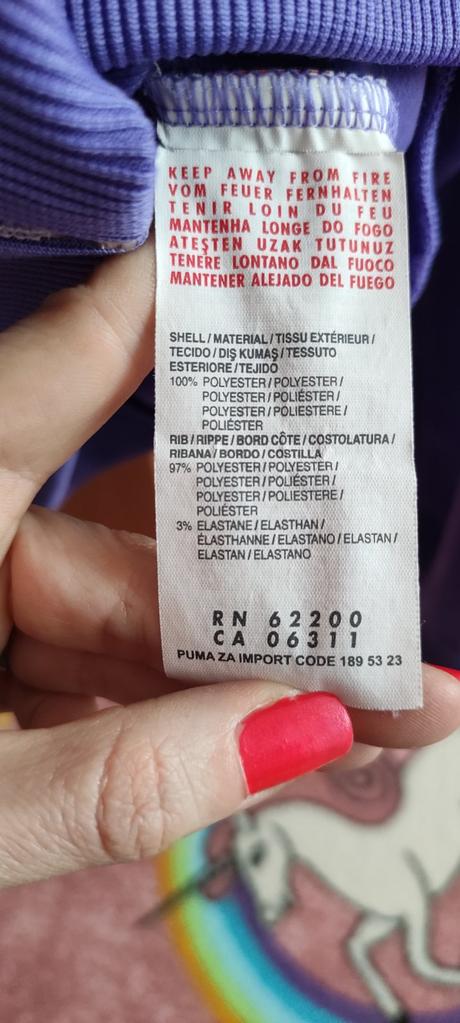 KEEP AWAY FROM FIRE
VOM FEUER FERNHALTEN
TENIR LOIN DU FEU
MANTENHA LONGE DO FOGO
ATEŞTEN UZAK TUTUNUZ
TENERE LONTANO DAL FUOCO
MANTENER ALEJADO DEL FUEGO
SHELL / MATERIAL / TISSU EXTÉRIEUR /
TECIDO / DIŞ KUMAŞ / TESSUTO
ESTERIORE / TEJIDO
100% POLYESTER / POLYESTER /
POLYESTER / POLIÉSTER /
POLYESTER / POLIESTERE /
POLIÉSTER
RIB / RIPPE / BORD CÔTE / COSTOLATURA /
RIBANA / BORDO / COSTILLA
97% POLYESTER / POLYESTER /
POLYESTER / POLIÉSTER /
POLYESTER / POLIESTERE /
POLIÉSTER
3% ELASTANE / ELASTHAN /
ÉLASTHANNE / ELASTANO / ELASTAN /
ELASTAN / ELASTANO
RN 62200
CA 06311
PUMA ZA IMPORT CODE 189 53 23